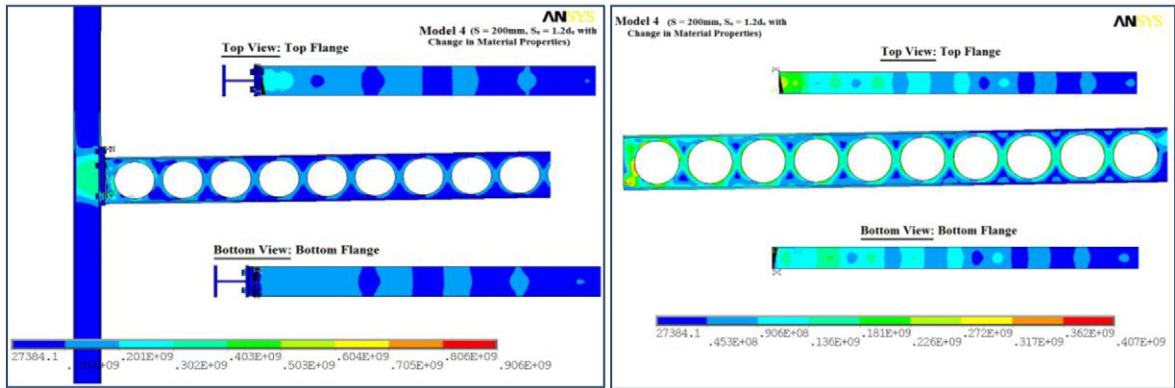 ANSYS
Model 4 (S = 200mm, Sₑ = 1.2dₒ with
Change in Material Properties)
Top View: Top Flange
Bottom View: Bottom Flange
27384.1 .201E+09 .403E+09 .604E+09 .806E+09
.302E+09 .503E+09 .705E+09 .906E+09
ANSYS
Model 4 (S = 200mm, Sₑ = 1.2dₒ with
Change in Material Properties)
Top View: Top Flange
Bottom View: Bottom Flange
27384.1 .906E+08 .181E+09 .272E+09 .362E+09
.453E+08 .136E+09 .226E+09 .317E+09 .407E+09